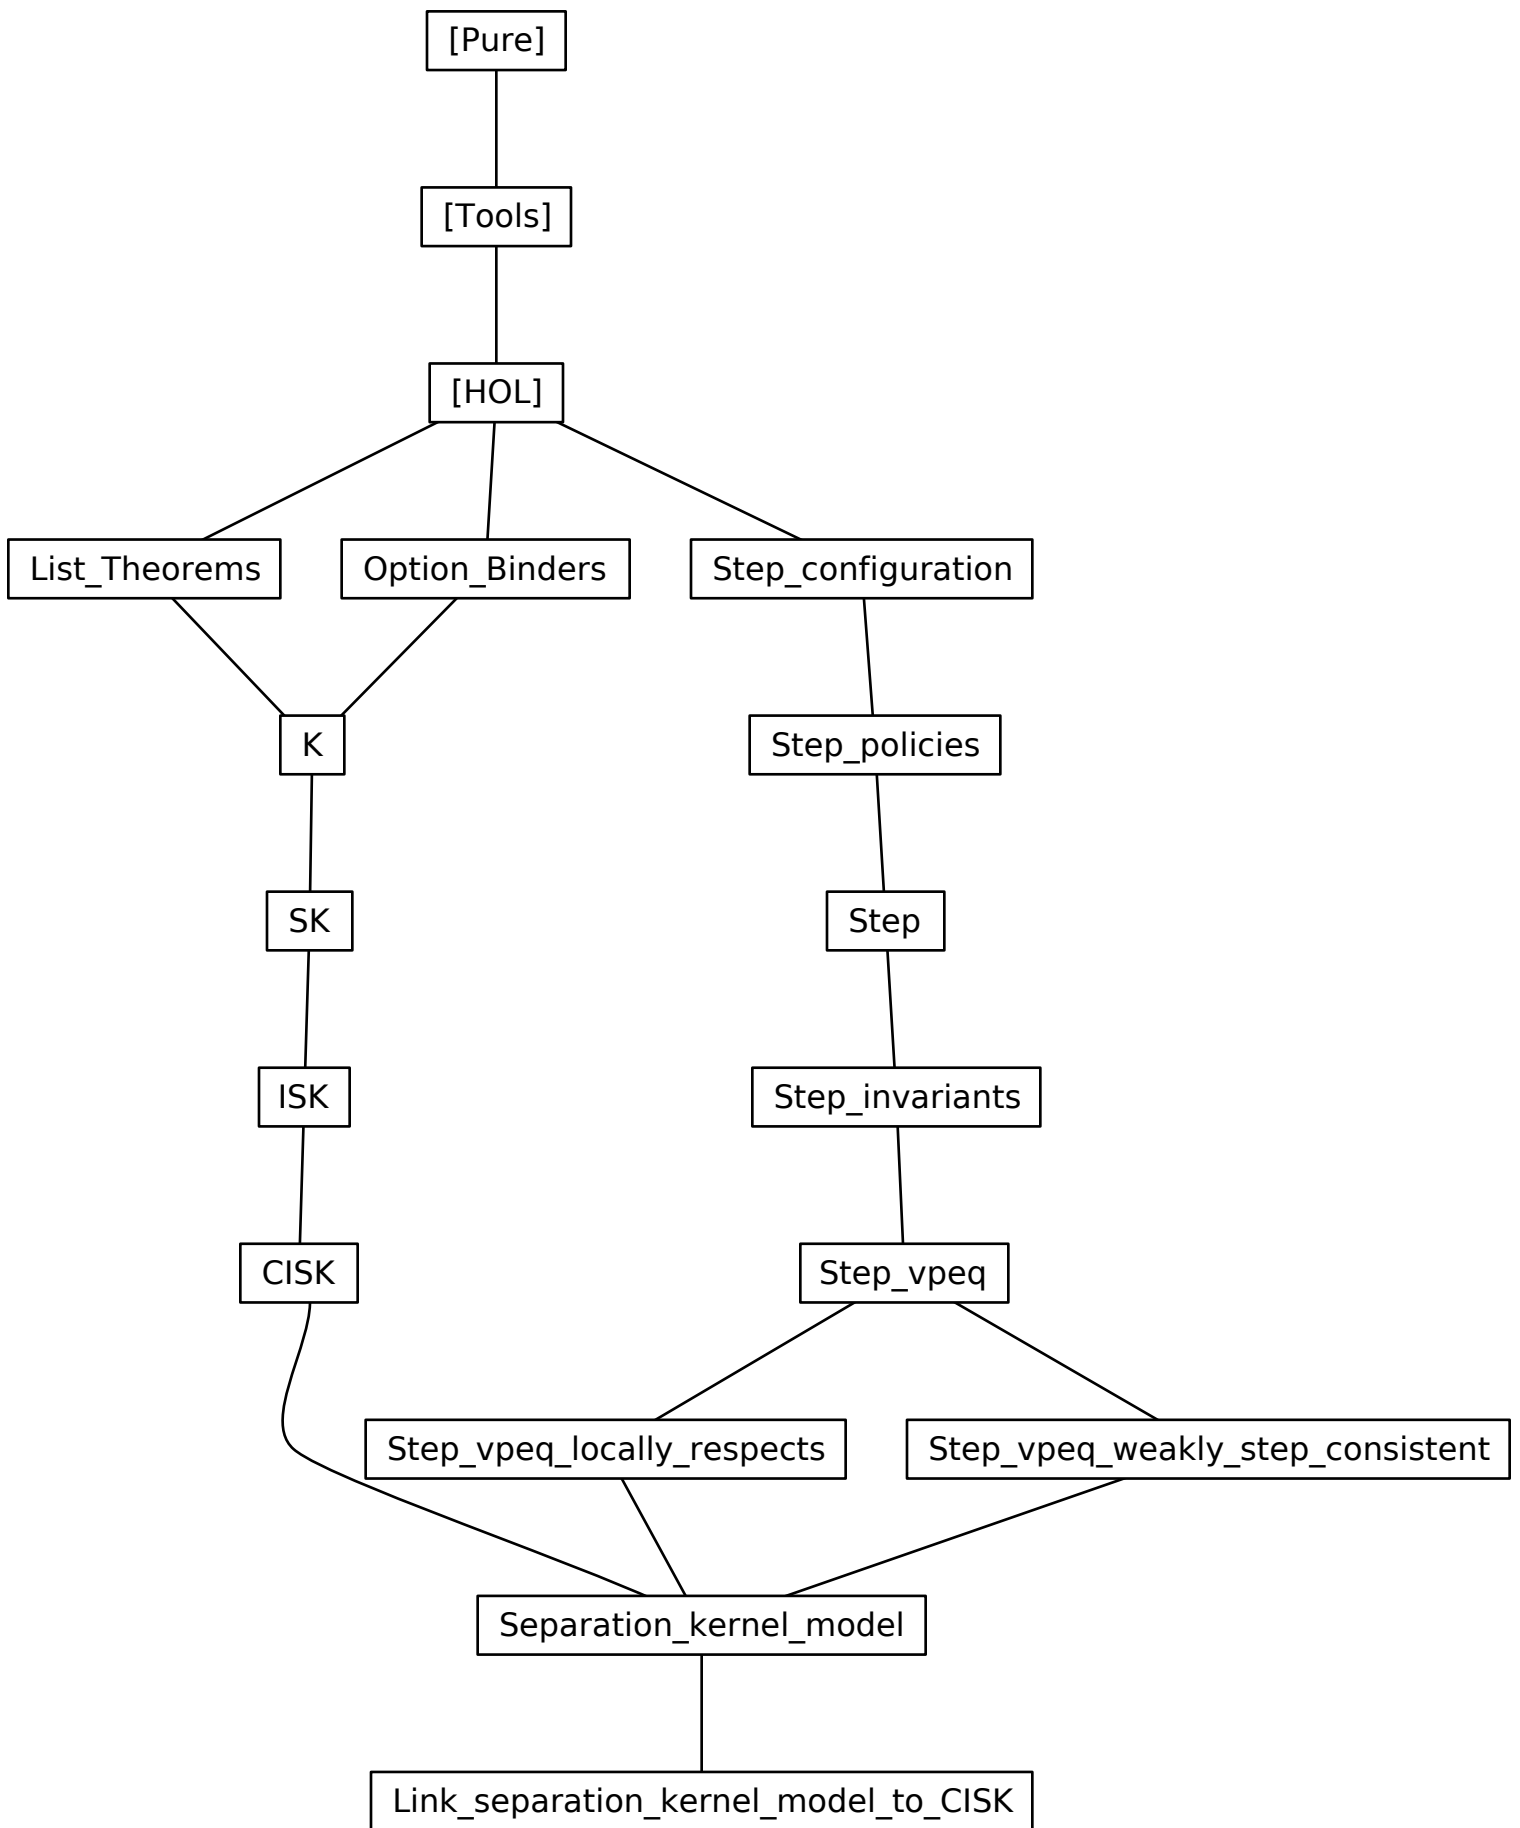 [Pure]
[Tools]
[HOL]
List_Theorems
Option_Binders
Step_configuration
K
Step_policies
SK
Step
ISK
Step_invariants
CISK
Step_vpeq
Step_vpeq_locally_respects
Step_vpeq_weakly_step_consistent
Separation_kernel_model
Link_separation_kernel_model_to_CISK